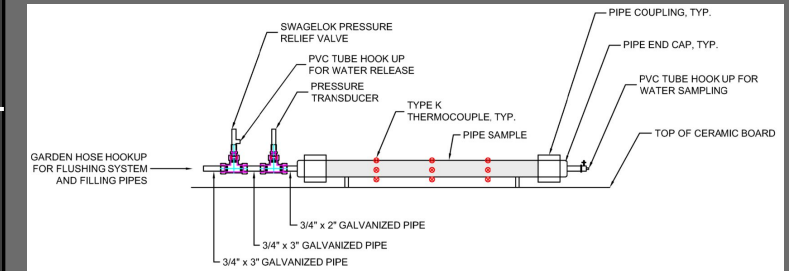 SWAGELOK PRESSURE
RELIEF VALVE
PVC TUBE HOOK UP
FOR WATER RELEASE
PRESSURE
TRANSDUCER
GARDEN HOSE HOOKUP
FOR FLUSHING SYSTEM
AND FILLING PIPES
TYPE K
THERMOCOUPLE, TYP.
PIPE SAMPLE
PIPE COUPLING, TYP.
PIPE END CAP, TYP.
PVC TUBE HOOK UP FOR
WATER SAMPLING
TOP OF CERAMIC BOARD
3/4" x 2" GALVANIZED PIPE
3/4" x 3" GALVANIZED PIPE
3/4" x 3" GALVANIZED PIPE